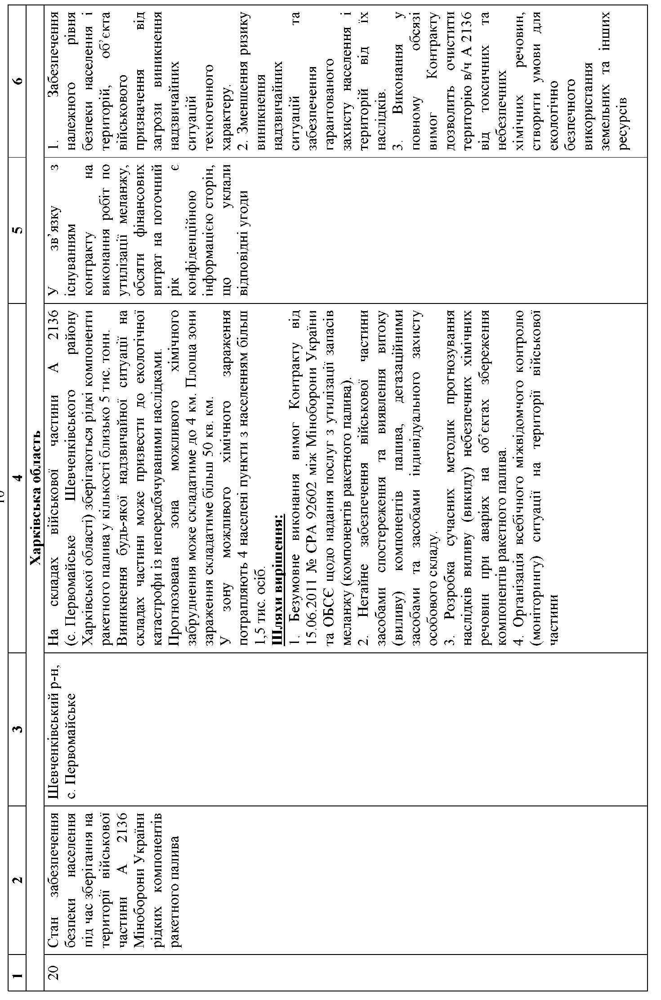 1 2 3 4 5 6
Харківська область
20
Стан забезпечення
безпеки населення
під час зберігання на
території військової
частини А 2136
Міноборони України
рідких компонентів
ракетного палива
Шевченківський р-н,
с. Первомайське
На складах військової частини А 2136
(с. Первомайське Шевченківського району
Харківської області) зберігаються рідкі компоненти
ракетного палива у кількості близько 5 тис. тонн.
Виникнення будь-якої надзвичайної ситуації на
складах частини може призвести до екологічної
катастрофи із непередбачуваними наслідками.
Прогнозована зона можливого хімічного
забруднення може складатиме до 4 км. Площа зони
зараження складатиме більш 50 кв. км.
У зону можливого хімічного зараження
потрапляють 4 населені пункти з населенням більш
1,5 тис. осіб.
Шляхи вирішення:
1. Безумовне виконання вимог Контракту від
15.06.2011 № СРА 92602 між Міноборони України
та ОБСЄ щодо надання послуг з утилізації запасів
меланжу (компонентів ракетного палива).
2. Негайне забезпечення військової частини
засобами спостереження та виявлення витоку
(виливу) компонентів палива, дегазаційними
засобами та засобами індивідуального захисту
особового складу.
3. Розробка сучасних методик прогнозування
наслідків виливу (викиду) небезпечних хімічних
речовин при аваріях на об’єктах збереження
компонентів ракетного палива.
4. Організація всебічного міжвідомчого контролю
(моніторингу) ситуації на території військової
частини
У зв’язку з
існуванням
контракту на
виконання робіт по
утилізації меланжу,
обсяги фінансових
витрат на поточний
рік є
конфіденційною
інформацією сторін,
що уклали
відповідні угоди
1. Забезпечення
належного рівня
безпеки населення і
територій, об’єкта
військового
призначення від
загрози виникнення
надзвичайних
ситуацій
техногенного
характеру.
2. Зменшення ризику
виникнення
надзвичайних
ситуацій та
забезпечення
гарантованого
захисту населення і
територій від їх
наслідків.
3. Виконання у
повному обсязі
вимог Контракту
дозволить очистити
територію в/ч А 2136
від токсичних та
небезпечних
хімічних речовин,
створити умови для
екологічно
безпечного
використання
земельних та інших
ресурсів